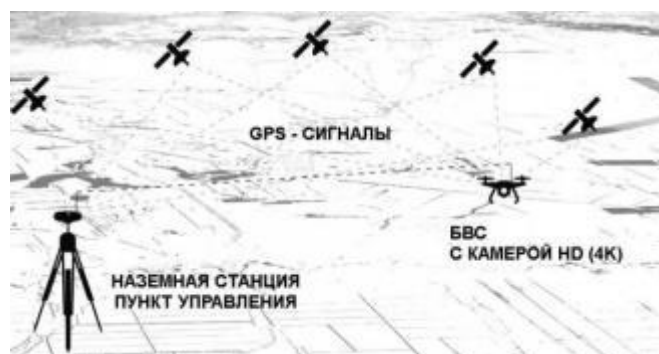 GPS - СИГНАЛЫ
БВС
С КАМЕРОЙ HD (4K)
НАЗЕМНАЯ СТАНЦИЯ
ПУНКТ УПРАВЛЕНИЯ